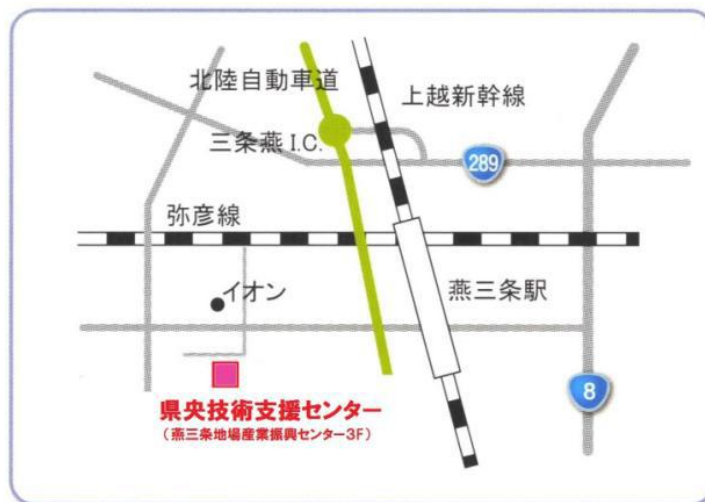 北陸自動車道
上越新幹線
三条燕 I.C.
289
弥彦線
イオン
燕三条駅
8
県央技術支援センター
(燕三条地場産業振興センター3F)